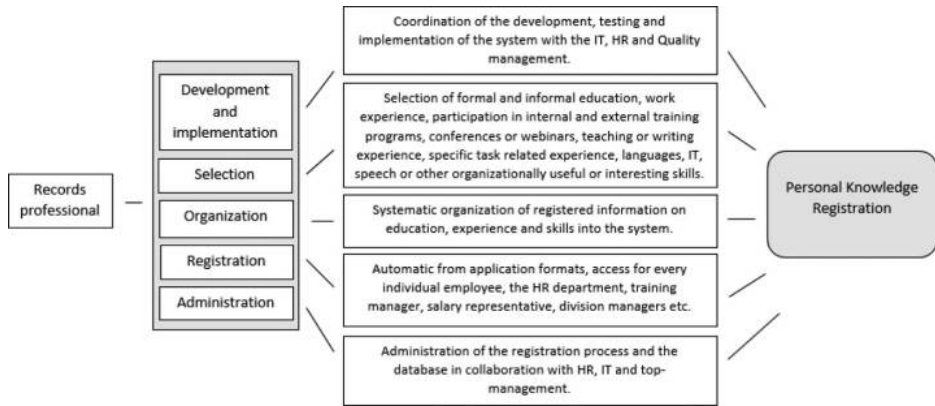 Records
professional
Development
and
implementation
Selection
Organization
Registration
Administration
Coordination of the development, testing and
implementation of the system with the IT, HR and Quality
management.
Selection of formal and informal education, work
experience, participation in internal and external training
programs, conferences or webinars, teaching or writing
experience, specific task related experience, languages, IT,
speech or other organizationally useful or interesting skills.
Systematic organization of registered information on
education, experience and skills into the system.
Automatic from application formats, access for every
individual employee, the HR department, training
manager, salary representative, division managers etc.
Administration of the registration process and the
database in collaboration with HR, IT and top-
management.
Personal Knowledge
Registration